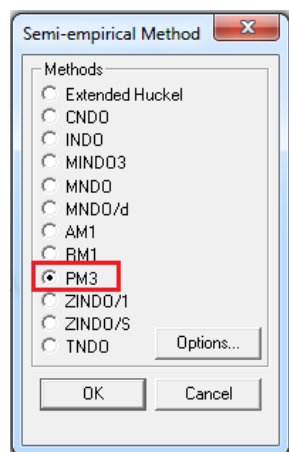 Semi-empirical Method
Methods
Extended Huckel
CNDO
INDO
MINDO3
MNDO
MNDO/d
AM1
RM1
PM3
ZINDO/1
ZINDO/S
TNDO
Options...
OK Cancel